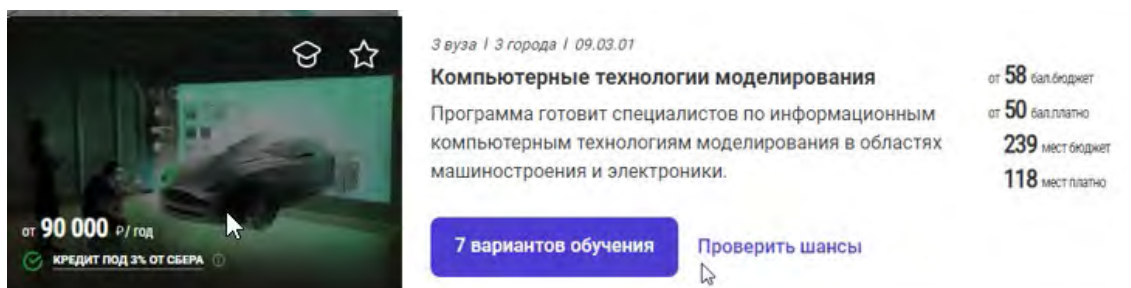 3 вуза | 3 города | 09.03.01
Компьютерные технологии моделирования
Программа готовит специалистов по информационным
компьютерным технологиям моделирования в областях
машиностроения и электроники.
7 вариантов обучения
Проверить шансы
от 58 бал.бюджет
от 50 бал.платно
239 мест бюджет
118 мест платно
от 90 000 ₽/ год
КРЕДИТ ПОД 3% ОТ СБЕРА